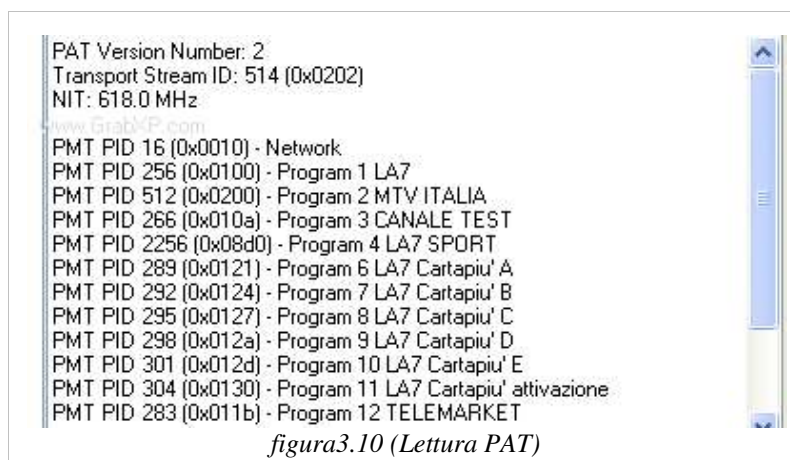 PAT Version Number: 2
Transport Stream ID: 514 (0x0202)
NIT: 618.0 MHz
www.GrabXP.com
PMT PID 16 (0x0010) - Network
PMT PID 256 (0x0100) - Program 1 LA7
PMT PID 512 (0x0200) - Program 2 MTV ITALIA
PMT PID 266 (0x010a) - Program 3 CANALE TEST
PMT PID 2256 (0x08d0) - Program 4 LA7 SPORT
PMT PID 289 (0x0121) - Program 6 LA7 Cartapiu' A
PMT PID 292 (0x0124) - Program 7 LA7 Cartapiu' B
PMT PID 295 (0x0127) - Program 8 LA7 Cartapiu' C
PMT PID 298 (0x012a) - Program 9 LA7 Cartapiu' D
PMT PID 301 (0x012d) - Program 10 LA7 Cartapiu' E
PMT PID 304 (0x0130) - Program 11 LA7 Cartapiu' attivazione
PMT PID 283 (0x011b) - Program 12 TELEMARKET
figura3.10 (Lettura PAT)